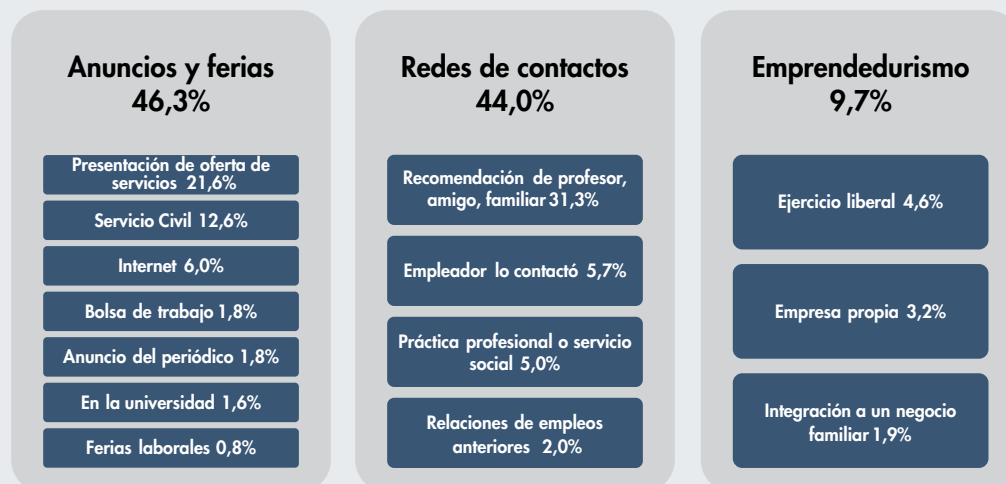 Anuncios y ferias
46,3%
Presentación de oferta de
servicios 21,6%
Servicio Civil 12,6%
Internet 6,0%
Bolsa de trabajo 1,8%
Anuncio del periódico 1,8%
En la universidad 1,6%
Ferias laborales 0,8%
Redes de contactos
44,0%
Recomendación de profesor,
amigo, familiar 31,3%
Empleador lo contactó 5,7%
Práctica profesional o servicio
social 5,0%
Relaciones de empleos
anteriores 2,0%
Emprendedurismo
9,7%
Ejercicio liberal 4,6%
Empresa propia 3,2%
Integración a un negocio
familiar 1,9%